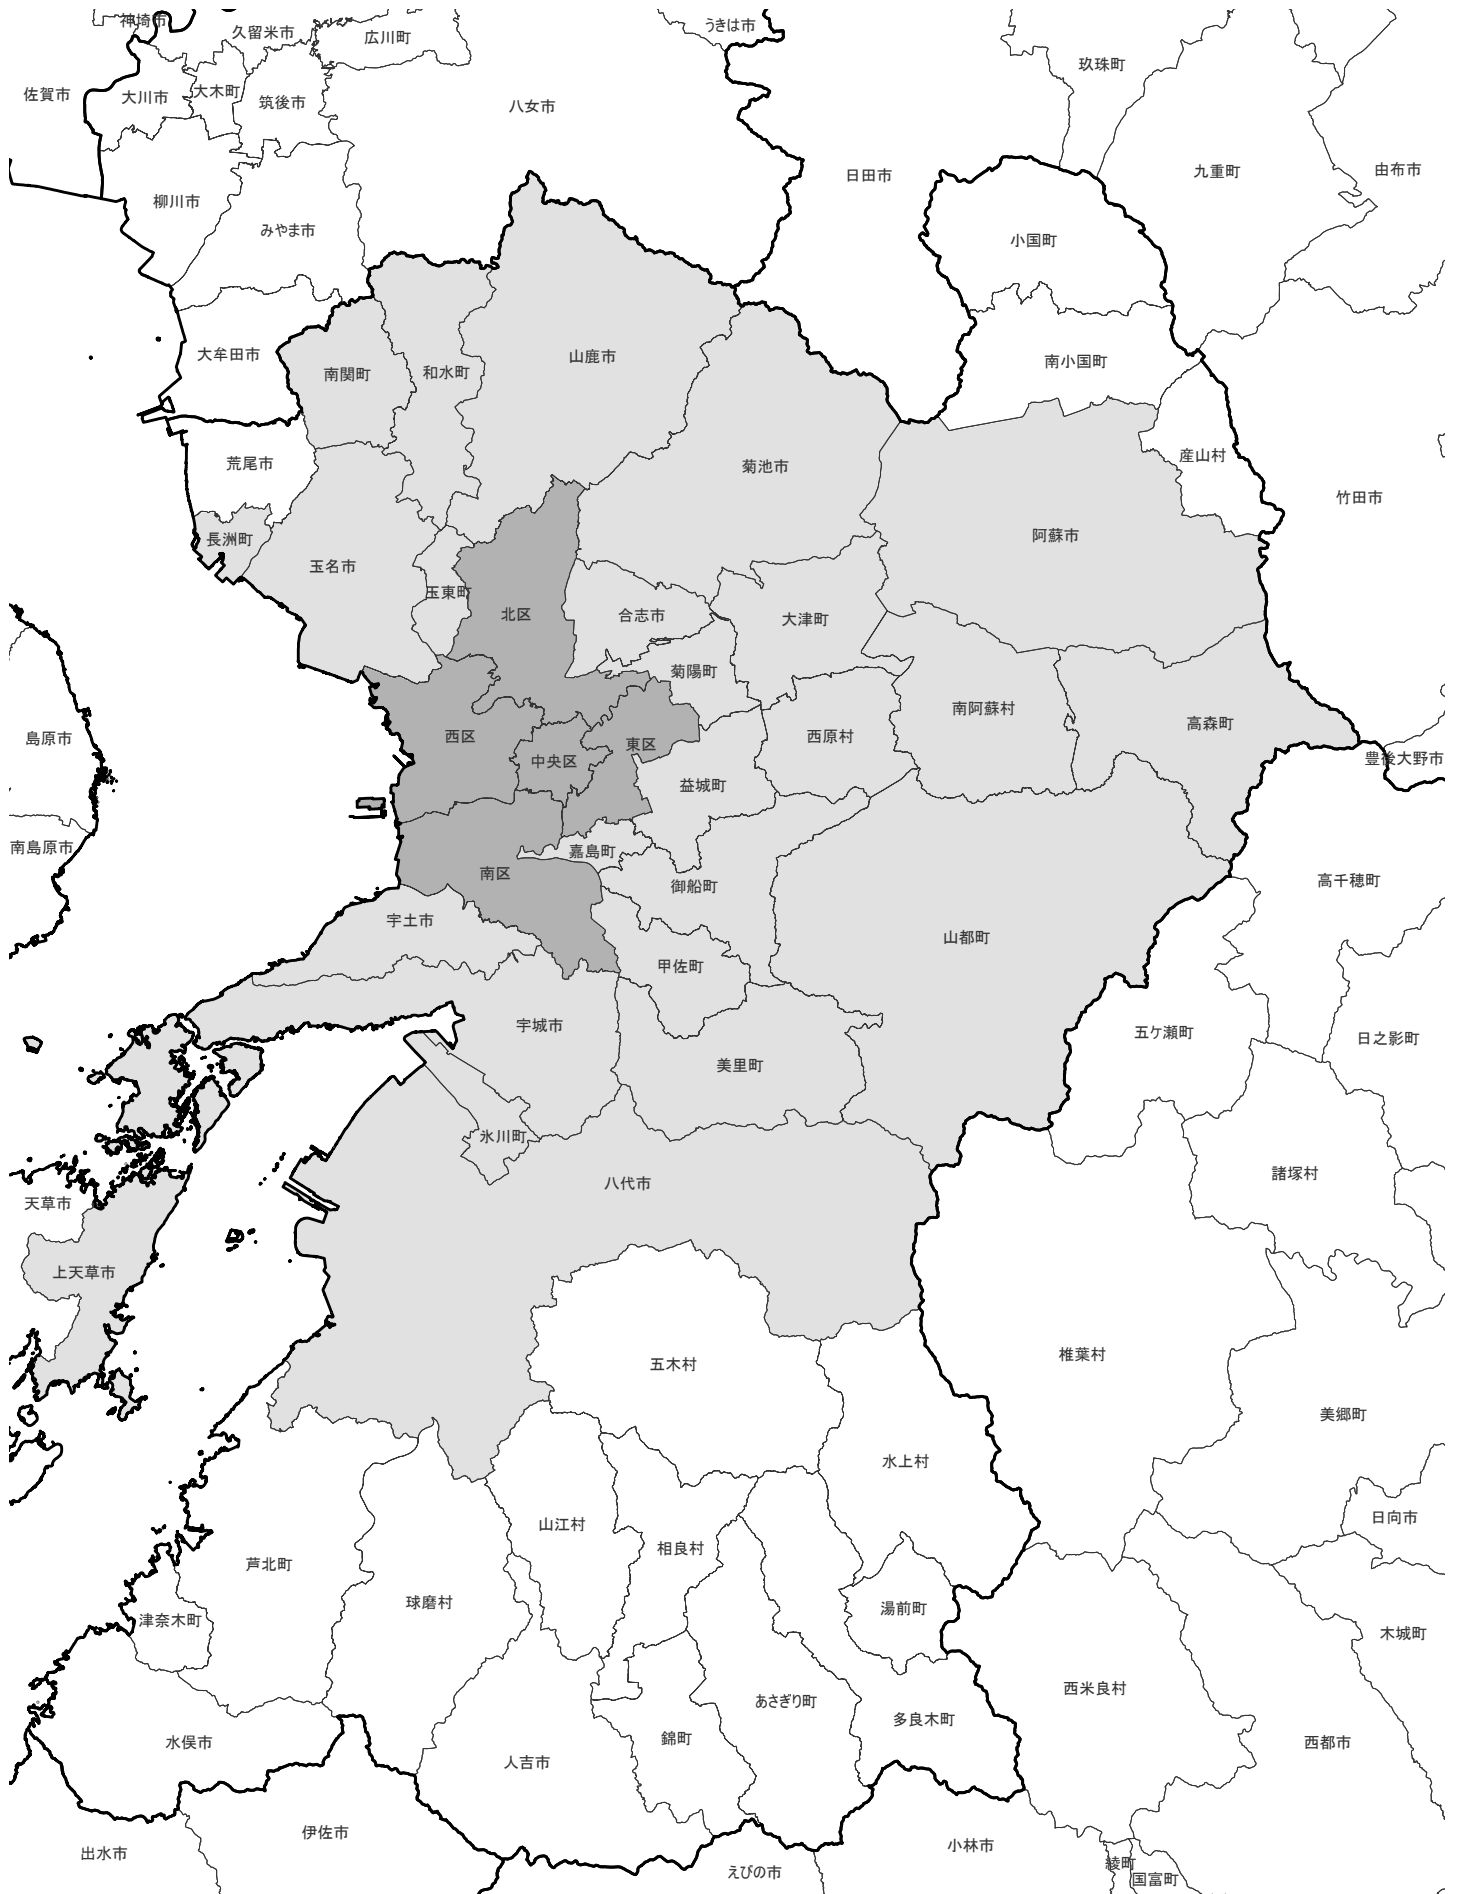 神埼市
久留米市
広川町
うきは市
玖珠町
佐賀市
大川市
大木町
筑後市
八女市
日田市
九重町
由布市
柳川市
みやま市
小国町
大牟田市
南関町
和水町
山鹿市
南小国町
荒尾市
菊池市
産山村
竹田市
長洲町
玉名市
玉東町
北区
合志市
大津町
阿蘇市
菊陽町
南阿蘇村
高森町
島原市
西区
中央区
東区
西原村
豊後大野市
益城町
南島原市
南区
嘉島町
御船町
高千穂町
宇土市
甲佐町
山都町
宇城市
美里町
五ケ瀬町
日之影町
氷川町
八代市
諸塚村
天草市
上天草市
五木村
椎葉村
美郷町
水上村
山江村
相良村
日向市
芦北町
球磨村
湯前町
津奈木町
木城町
西米良村
あさぎり町
多良木町
水俣市
人吉市
錦町
西都市
出水市
伊佐市
えびの市
小林市
綾町
国富町